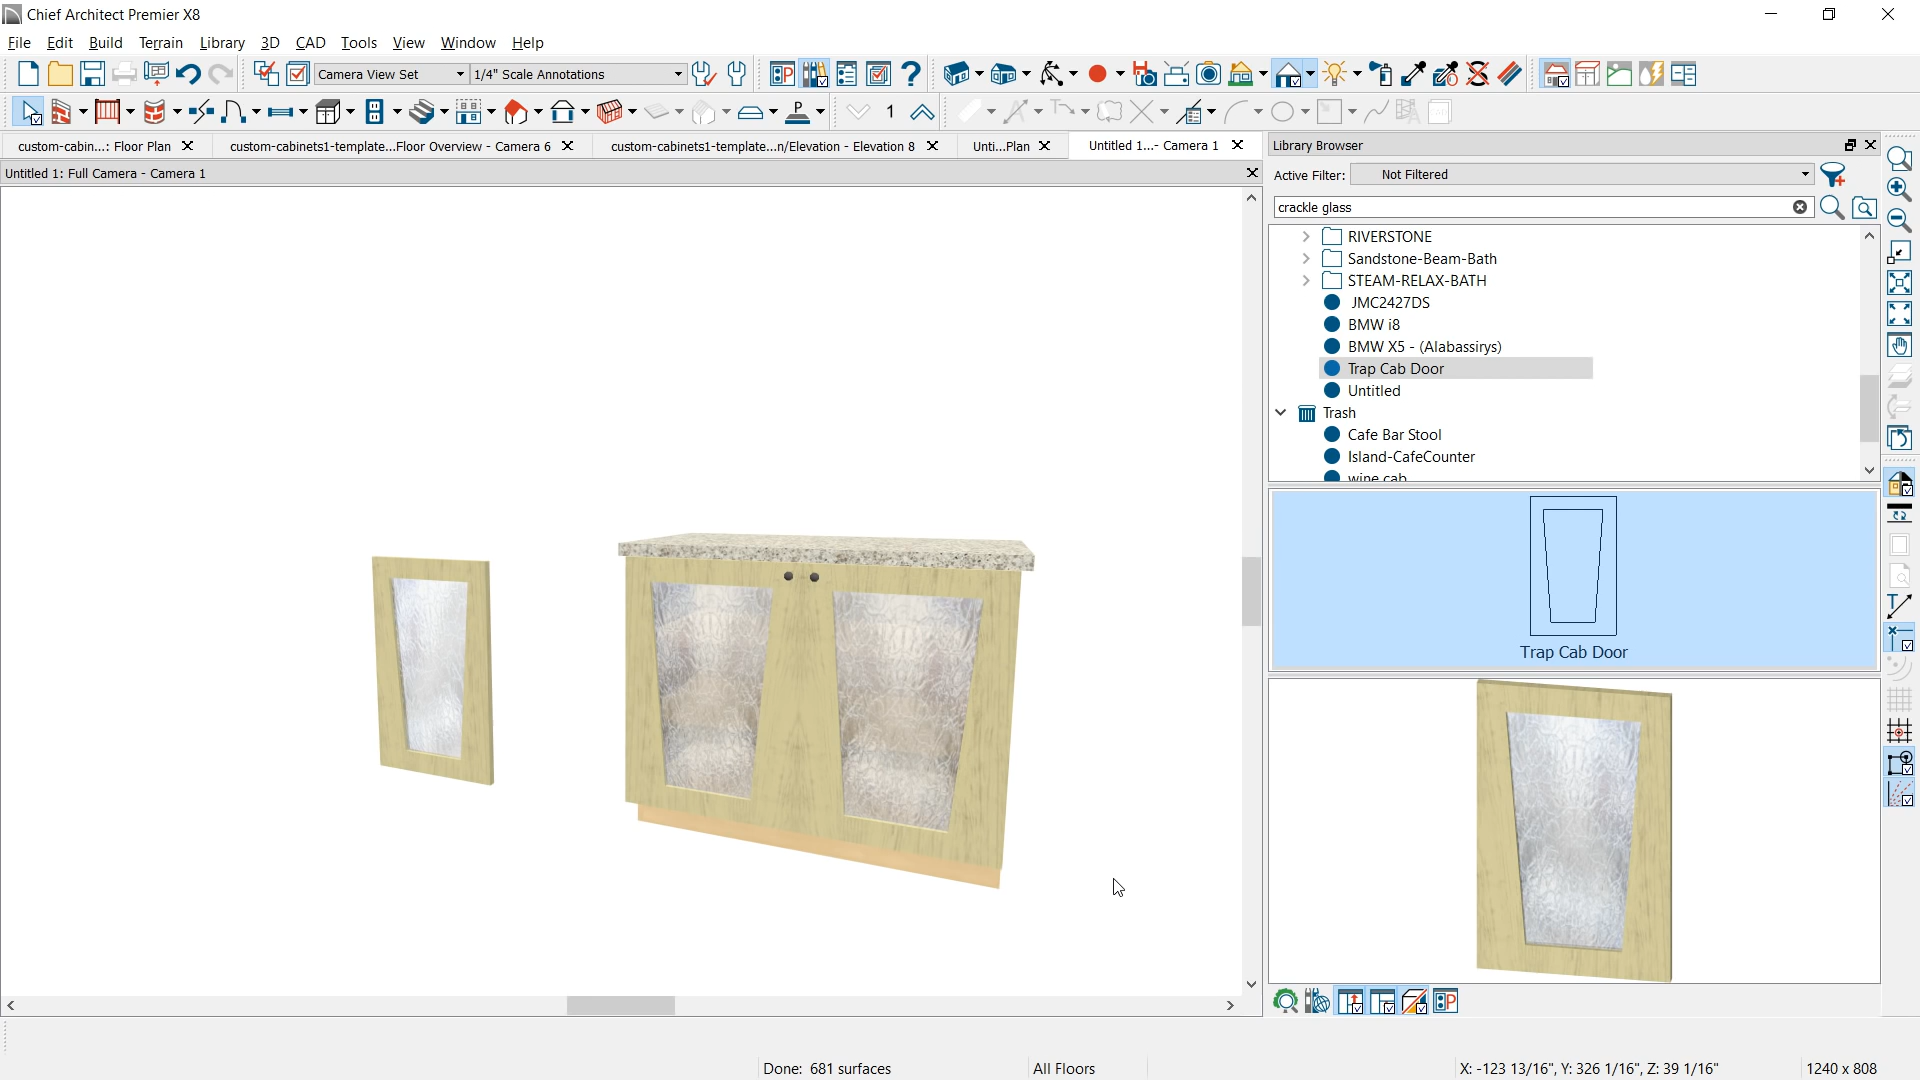 Chief Architect Premier X8
File Edit Build Terrain Library 3D CAD Tools View Window Help
Camera View Set 1/4" Scale Annotations
P 1
custom-cabin...: Floor Plan custom-cabinets1-template...Floor Overview - Camera 6 custom-cabinets1-template...n/Elevation - Elevation 8 Unti...Plan Untitled 1...- Camera 1
Untitled 1: Full Camera - Camera 1
Library Browser
Active Filter: Not Filtered
crackle glass
RIVERSTONE
Sandstone-Beam-Bath
STEAM-RELAX-BATH
JMC2427DS
BMW i8
BMW X5 - (Alabassirys)
Trap Cab Door
Untitled
Trash
Cafe Bar Stool
Island-CafeCounter
wine cab
Trap Cab Door
Done: 681 surfaces All Floors X: -123 13/16", Y: 326 1/16", Z: 39 1/16" 1240 x 808